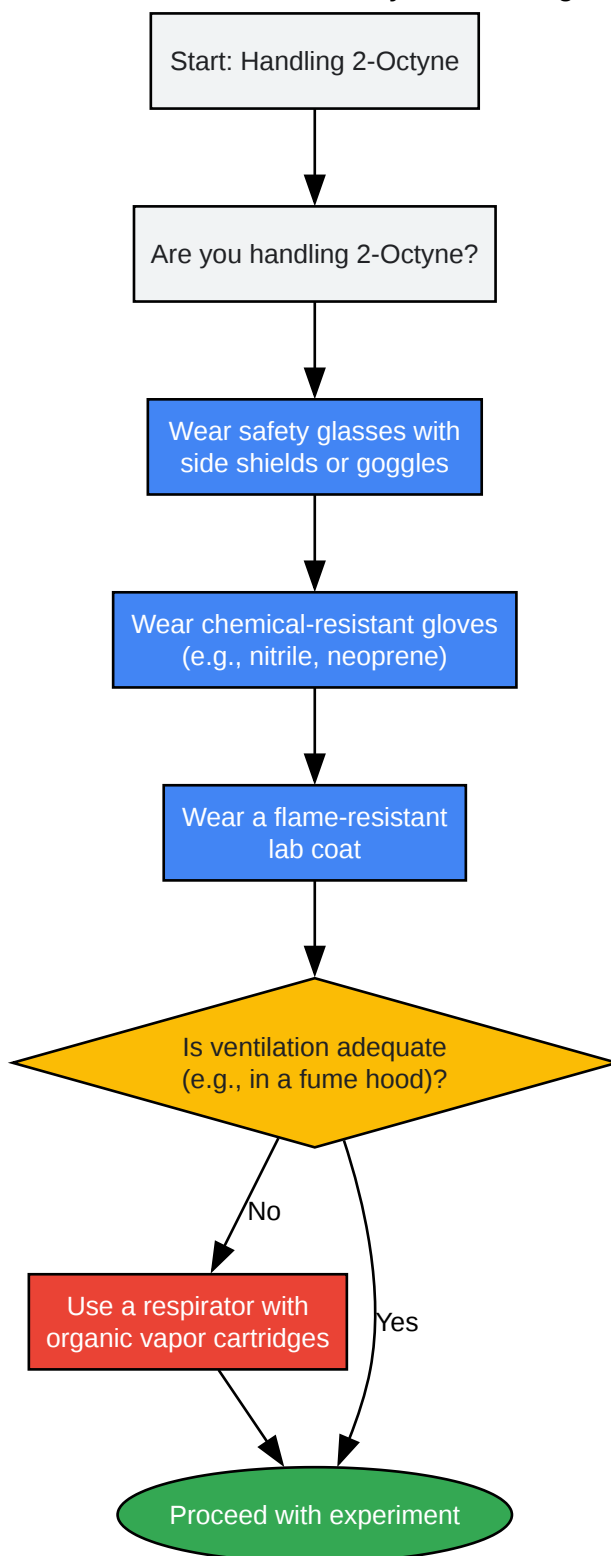 Start: Handling 2-Octyne
Are you handling 2-Octyne?
Wear safety glasses with
side shields or goggles
Wear chemical-resistant gloves
(e.g., nitrile, neoprene)
Wear a flame-resistant
lab coat
Is ventilation adequate
(e.g., in a fume hood)?
No
Use a respirator with
organic vapor cartridges
Yes
Proceed with experiment